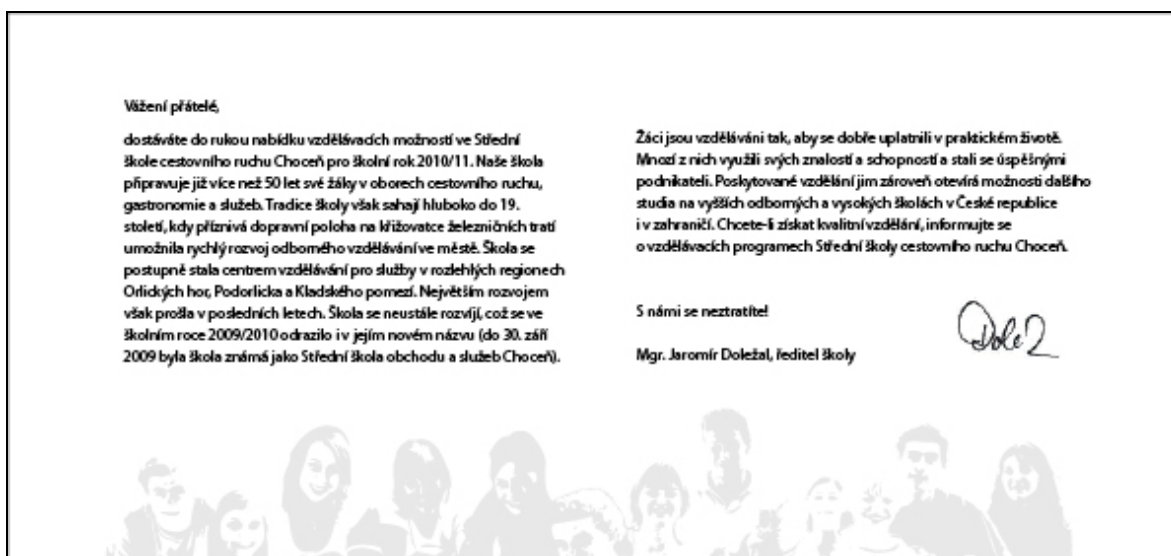 Vážení přátelé,
dostáváte do rukou nabídku vzdělávacích možností ve Střední
škole cestovního ruchu Choceň pro školní rok 2010/11. Naše škola
připravuje již více než 50 let své žáky v oborech cestovního ruchu,
gastronomie a služeb. Tradice školy však sahají hluboko do 19.
století, kdy příznivá dopravní poloha na křižovatce železničních tratí
umožnila rychlý rozvoj odborného vzdělávání ve městě. Škola se
postupně stala centrem vzdělávání pro služby v rozlehlých regionech
Orlických hor, Podorlicka a Kladského pomezí. Největším rozvojem
však prošla v posledních letech. Škola se neustále rozvíjí, což se ve
školním roce 2009/2010 odrazilo i v jejím novém názvu (do 30. září
2009 byla škola známá jako Střední škola obchodu a služeb Choceň).
Žáci jsou vzděláváni tak, aby se dobře uplatnili v praktickém životě.
Mnozí z nich využili svých znalostí a schopností a stali se úspěšnými
podnikateli. Poskytované vzdělání jim zároveň otevírá možnosti dalšího
studia na vyšších odborných a vysokých školách v České republice
i v zahraničí. Chcete-li získat kvalitní vzdělání, informujte se
o vzdělávacích programech Střední školy cestovního ruchu Choceň.
S námi se neztratíte!
Mgr. Jaromír Doležal, ředitel školy